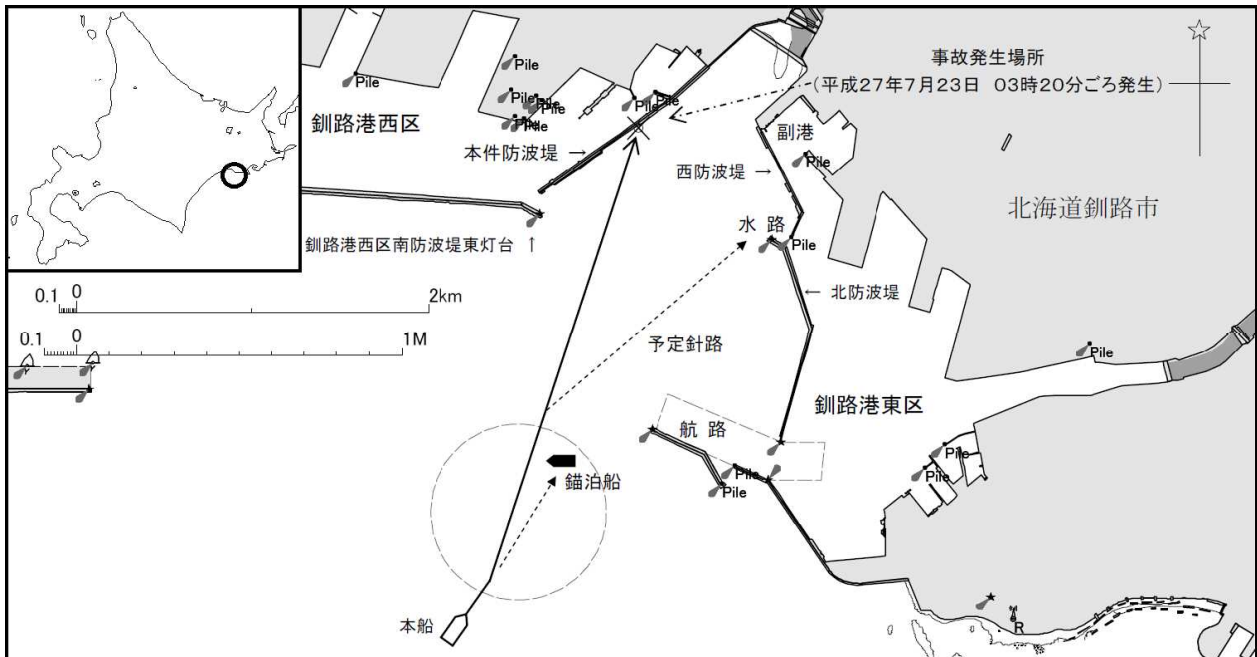 事故発生場所
(平成27年7月23日 03時20分ごろ発生)
Pile
Pile
Pile
Pile
Pile
Pile
Pile
Pile
釧路港西区
本件防波堤 →
副港
Pile
西防波堤 →
北海道釧路市
水 路
Pile
釧路港西区南防波堤東灯台 ↑
← 北防波堤
0.1 0 2km
0.1 0 1M
予定針路
Pile
釧路港東区
航 路
錨泊船
Pile
Pile
Pile
Pile
本船
R